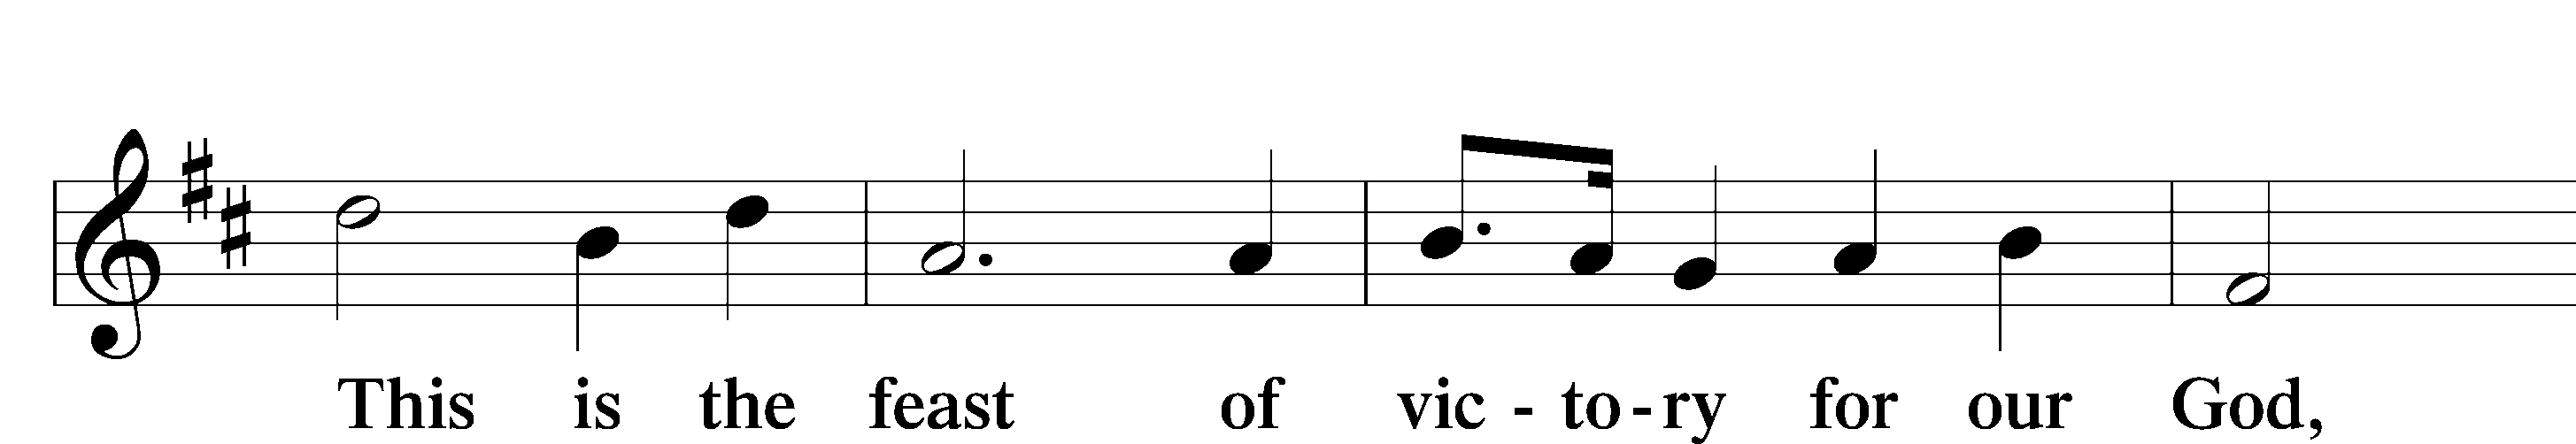 This is the feast of vic - to - ry for our God,